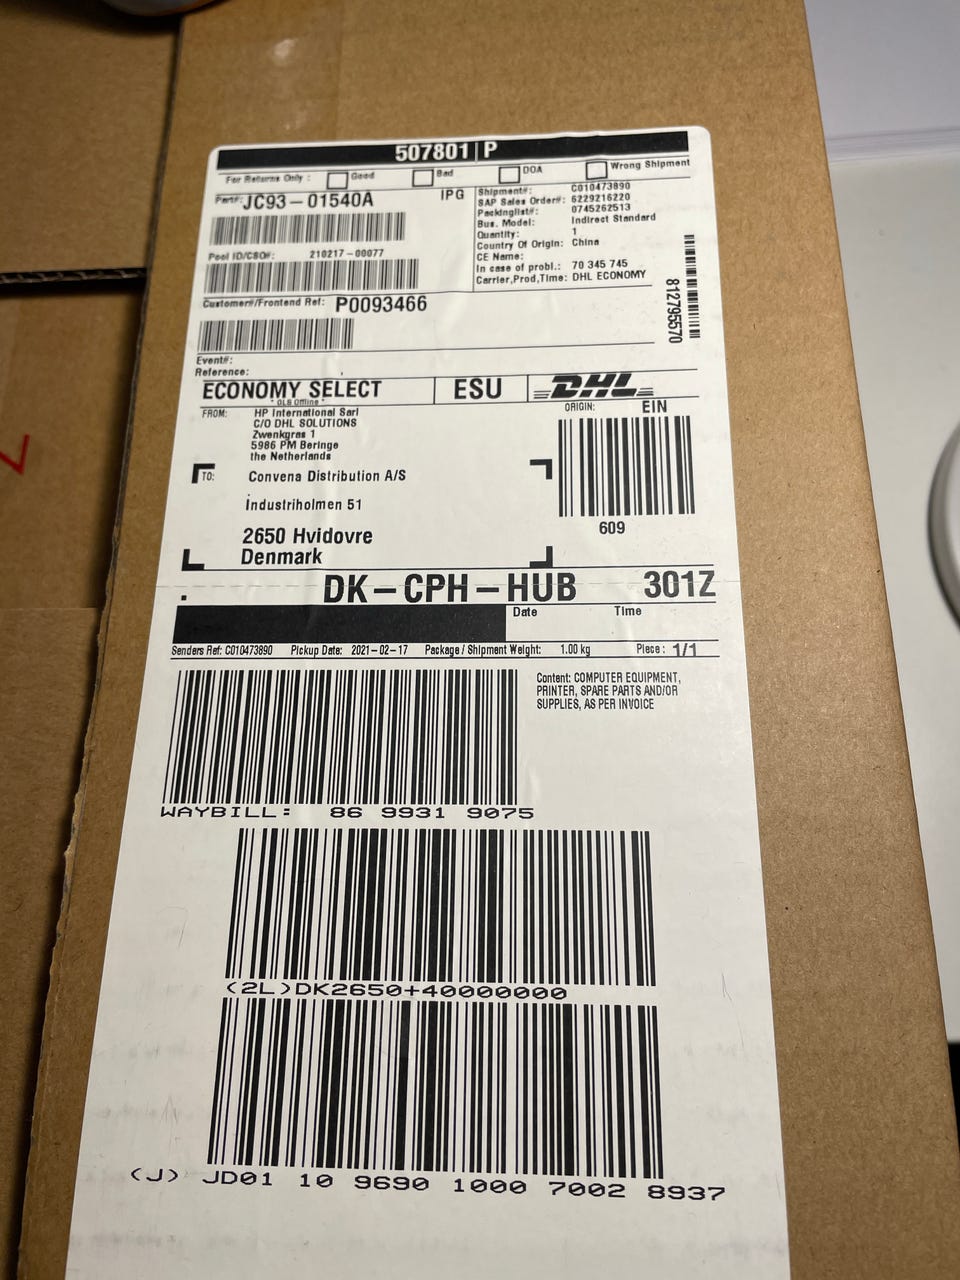 507801 P
For Returns Only : Good Bad DOA Wrong Shipment
Part#: JC93-01540A IPG
Pool ID/CSO#: 210217-00077
Customer#/Frontend Ref: P0093466
Event#:
Reference:
Shipment#: C010473890
SAP Sales Order#: 6229216220
Packinglist#: 0745262513
Bus. Model: Indirect Standard
Quantity: 1
Country Of Origin: China
CE Name:
In case of probl.: 70 345 745
Carrier,Prod,Time: DHL ECONOMY
812795570
ECONOMY SELECT ESU DHL
* OLS Offline *
FROM: HP International Sarl
C/O DHL SOLUTIONS
Zwenkgras 1
5986 PM Beringe
the Netherlands
ORIGIN: EIN
609
TO: Convena Distribution A/S
Industriholmen 51
2650 Hvidovre
Denmark
DK-CPH-HUB 301Z
Date Time
Senders Ref: C010473890 Pickup Date: 2021-02-17 Package / Shipment Weight: 1.00 kg Piece: 1/1
Content: COMPUTER EQUIPMENT,
PRINTER, SPARE PARTS AND/OR
SUPPLIES, AS PER INVOICE
WAYBILL: 86 9931 9075
(2L)DK2650+40000000
(J) JD01 10 9690 1000 7002 8937